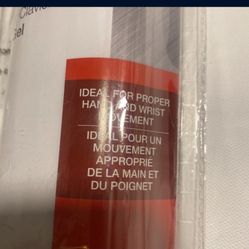 IDEAL FOR PROPER
HAND AND WRIST
MOVEMENT
IDÉAL POUR UN
MOUVEMENT
APPROPRIÉ
DE LA MAIN ET
DU POIGNET